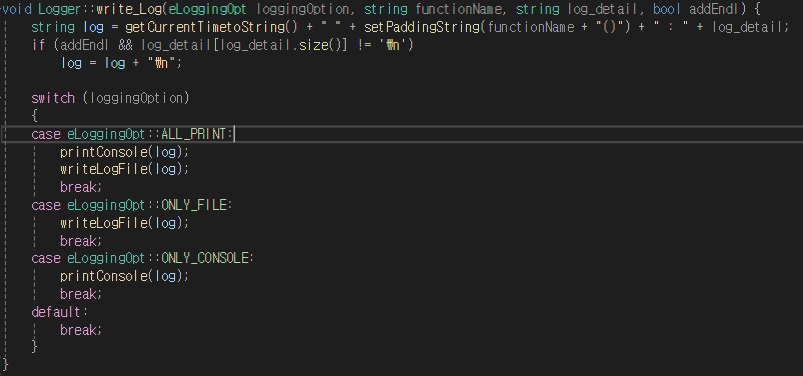 void Logger::write_Log(eLoggingOpt loggingOption, string functionName, string log_detail, bool addEndl) {
string log = getCurrentTimetoString() + " " + setPaddingString(functionName + "()") + " : " + log_detail;
if (addEndl && log_detail[log_detail.size()] != '₩n')
log = log + "₩n";
switch (loggingOption)
{
case eLoggingOpt::ALL_PRINT:
printConsole(log);
writeLogFile(log);
break;
case eLoggingOpt::ONLY_FILE:
writeLogFile(log);
break;
case eLoggingOpt::ONLY_CONSOLE:
printConsole(log);
break;
default:
break;
}
}